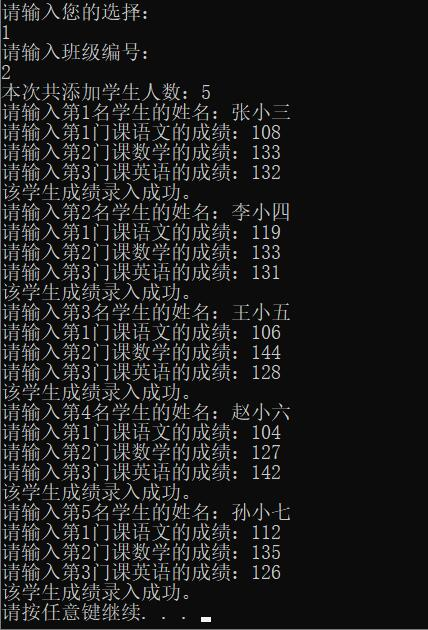 请输入您的选择：
1
请输入班级编号：
2
本次共添加学生人数：5
请输入第1名学生的姓名：张小三
请输入第1门课语文的成绩：108
请输入第2门课数学的成绩：133
请输入第3门课英语的成绩：132
该学生成绩录入成功。
请输入第2名学生的姓名：李小四
请输入第1门课语文的成绩：119
请输入第2门课数学的成绩：133
请输入第3门课英语的成绩：131
该学生成绩录入成功。
请输入第3名学生的姓名：王小五
请输入第1门课语文的成绩：106
请输入第2门课数学的成绩：144
请输入第3门课英语的成绩：128
该学生成绩录入成功。
请输入第4名学生的姓名：赵小六
请输入第1门课语文的成绩：104
请输入第2门课数学的成绩：127
请输入第3门课英语的成绩：142
该学生成绩录入成功。
请输入第5名学生的姓名：孙小七
请输入第1门课语文的成绩：112
请输入第2门课数学的成绩：135
请输入第3门课英语的成绩：126
该学生成绩录入成功。
请按任意键继续. . .